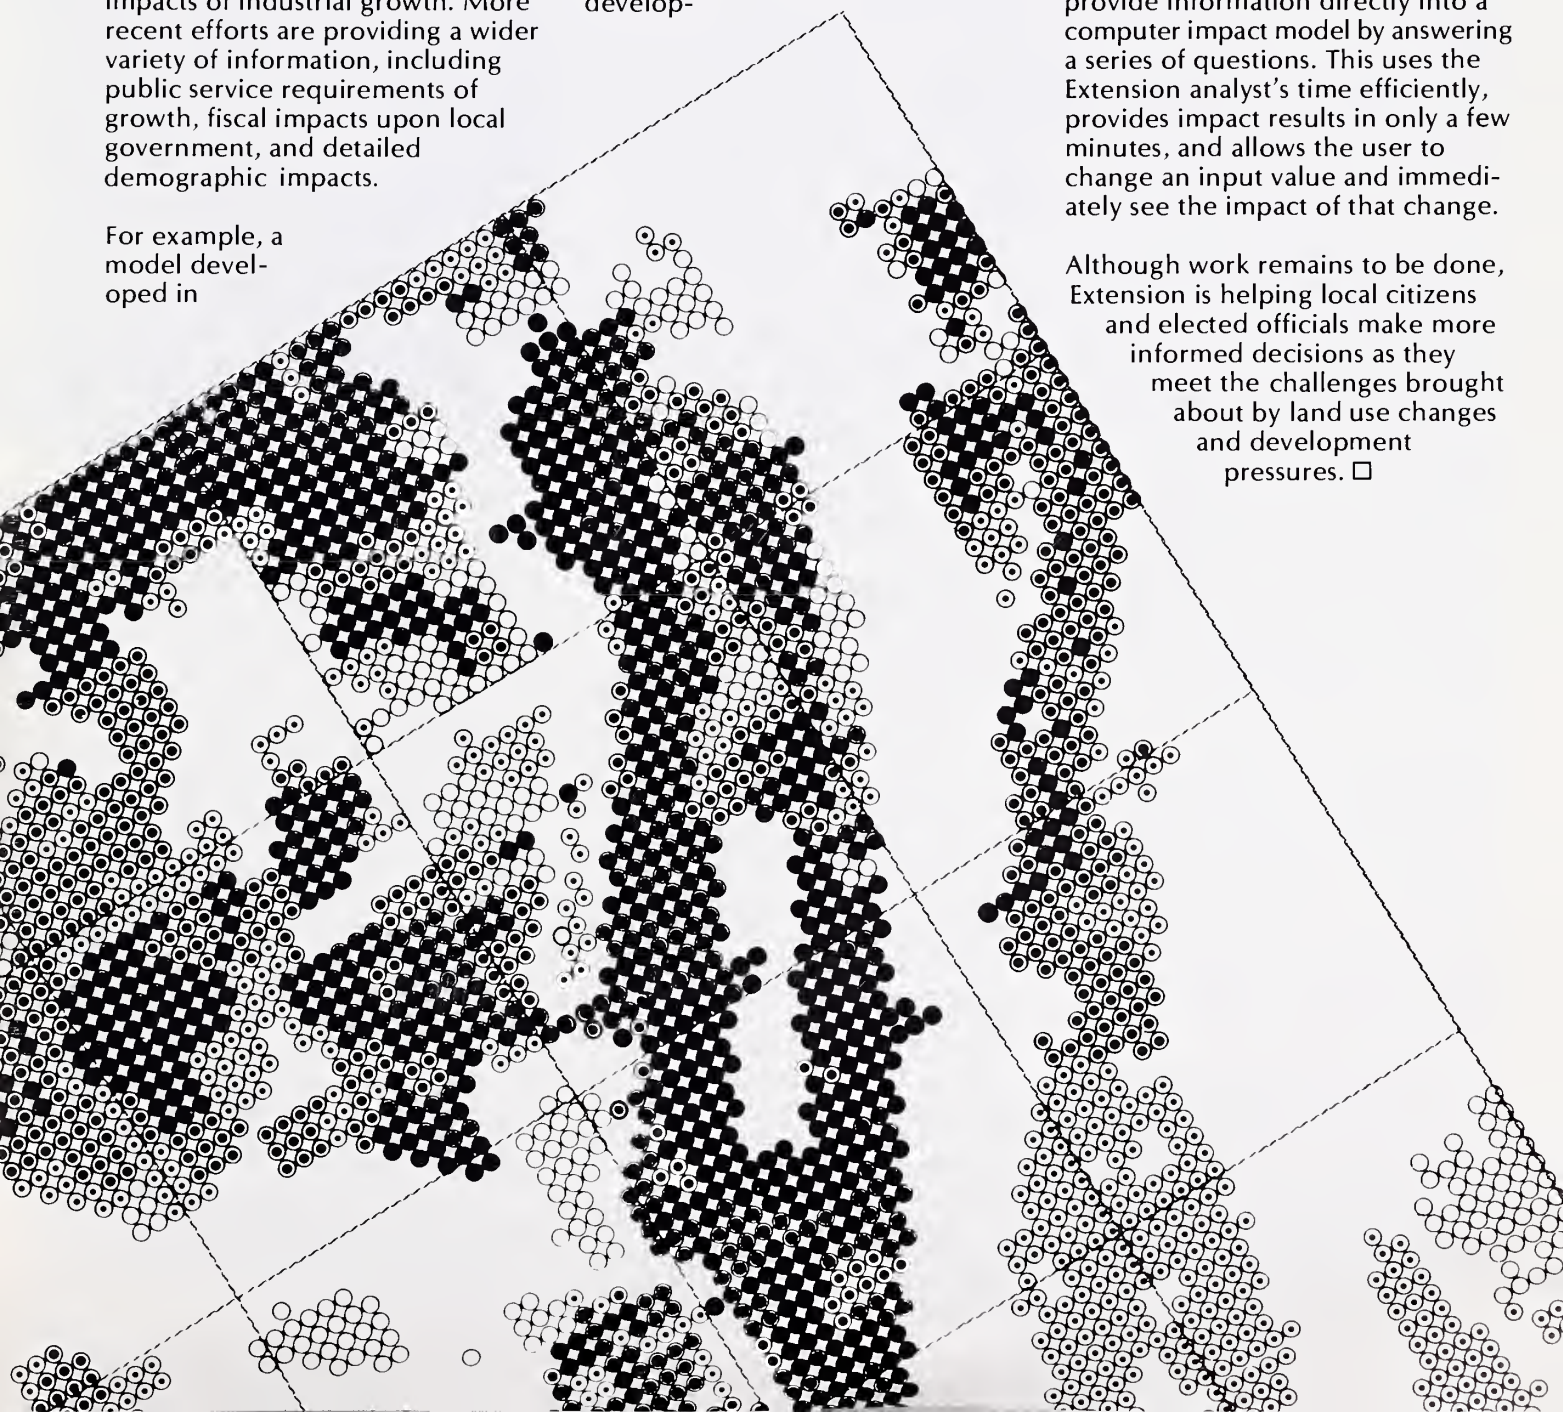 impacts of industrial growth. More
recent efforts are providing a wider
variety of information, including
public service requirements of
growth, fiscal impacts upon local
government, and detailed
demographic impacts.
For example, a
model devel-
oped in
develop-
provide information directly into a
computer impact model by answering
a series of questions. This uses the
Extension analyst's time efficiently,
provides impact results in only a few
minutes, and allows the user to
change an input value and immedi-
ately see the impact of that change.
Although work remains to be done,
Extension is helping local citizens
and elected officials make more
informed decisions as they
meet the challenges brought
about by land use changes
and development
pressures. □